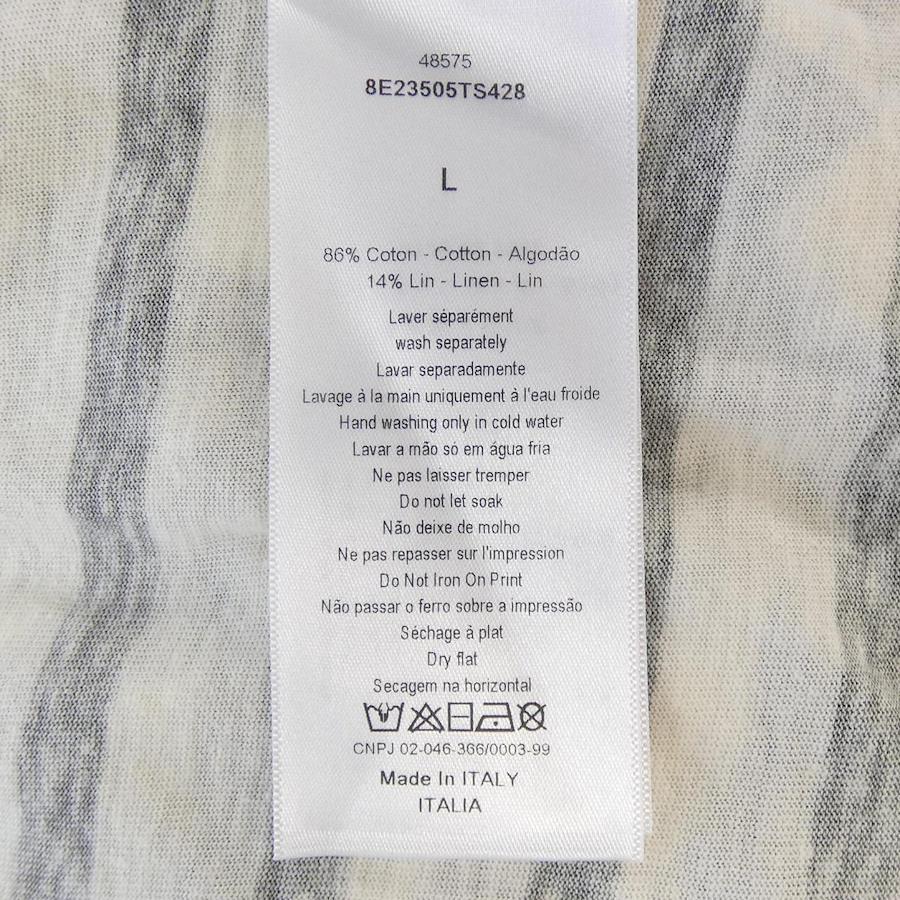 48575
8E23505TS428
L
86% Coton - Cotton - Algodão
14% Lin - Linen - Lin
Laver séparément
wash separately
Lavar separadamente
Lavage à la main uniquement à l'eau froide
Hand washing only in cold water
Lavar a mão só em água fria
Ne pas laisser tremper
Do not let soak
Não deixe de molho
Ne pas repasser sur l'impression
Do Not Iron On Print
Não passar o ferro sobre a impressão
Séchage à plat
Dry flat
Secagem na horizontal
CNPJ 02-046-366/0003-99
Made In ITALY
ITALIA